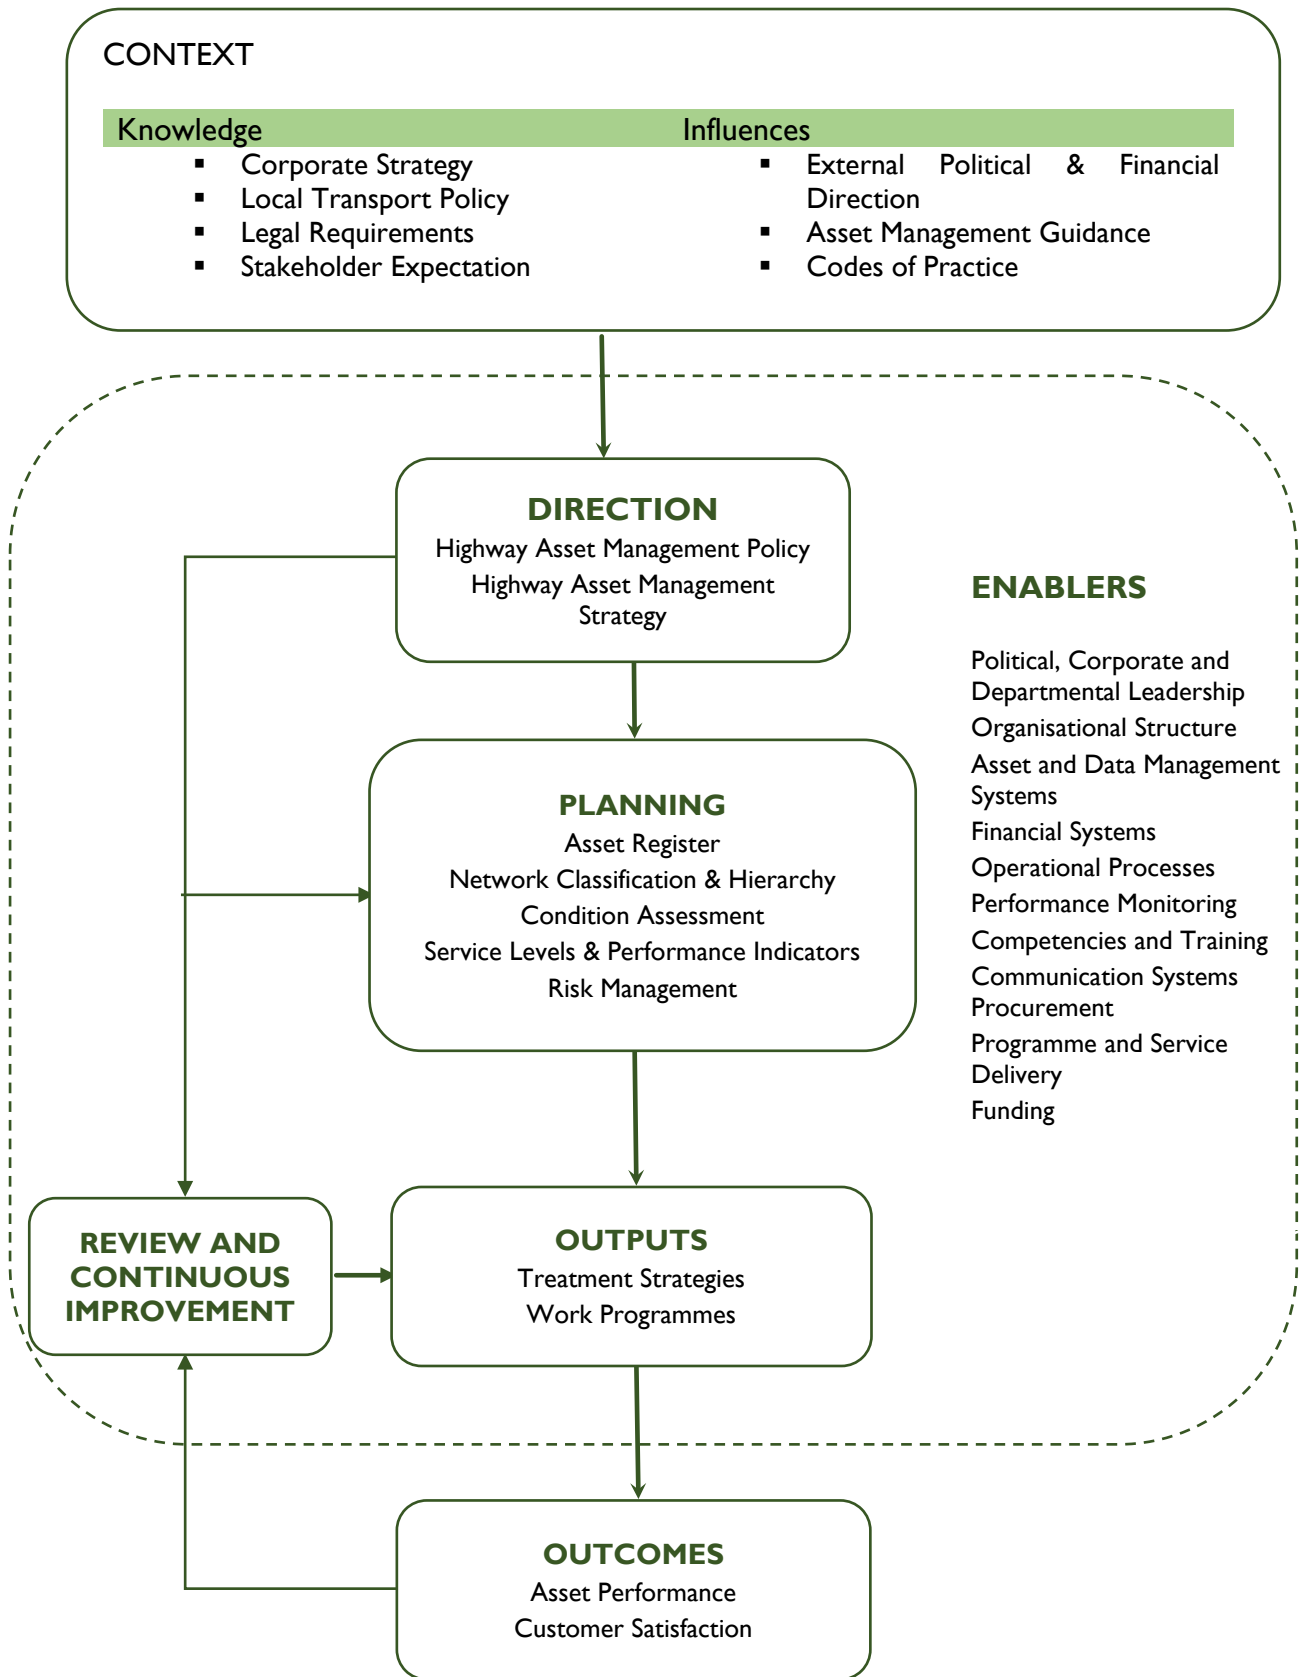 CONTEXT
Knowledge
Influences
▪ Corporate Strategy
▪ Local Transport Policy
▪ Legal Requirements
▪ Stakeholder Expectation
▪ External Political & Financial
Direction
▪ Asset Management Guidance
▪ Codes of Practice
DIRECTION
Highway Asset Management Policy
Highway Asset Management
Strategy
PLANNING
Asset Register
Network Classification & Hierarchy
Condition Assessment
Service Levels & Performance Indicators
Risk Management
ENABLERS
Political, Corporate and
Departmental Leadership
Organisational Structure
Asset and Data Management
Systems
Financial Systems
Operational Processes
Performance Monitoring
Competencies and Training
Communication Systems
Procurement
Programme and Service
Delivery
Funding
REVIEW AND
CONTINUOUS
IMPROVEMENT
OUTPUTS
Treatment Strategies
Work Programmes
OUTCOMES
Asset Performance
Customer Satisfaction